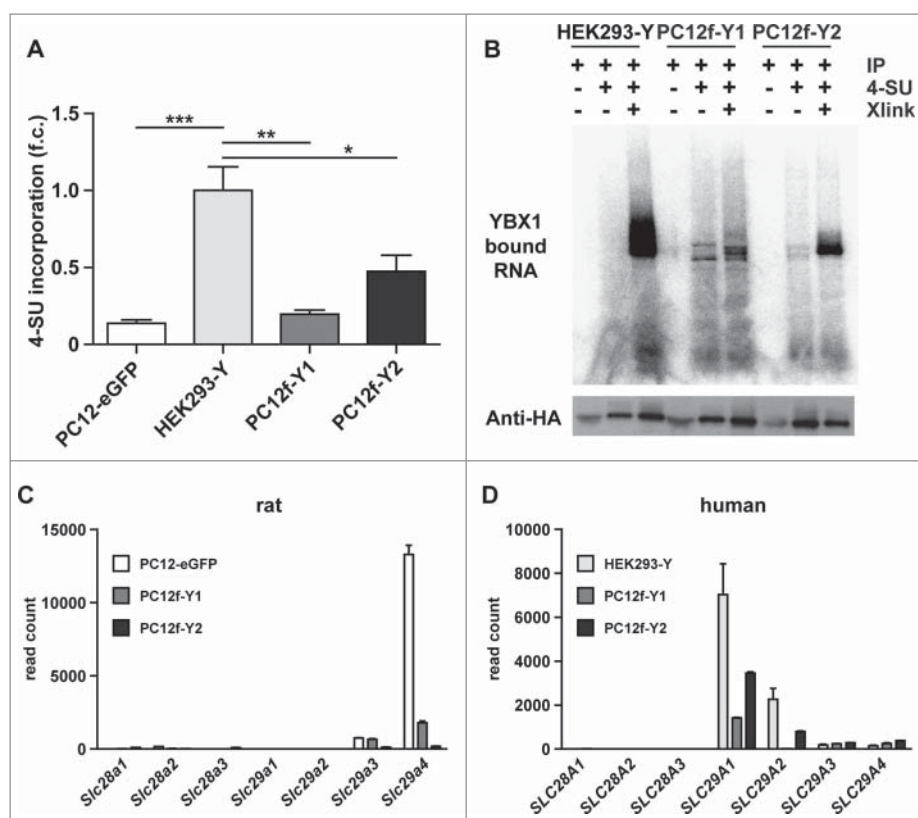 A
4-SU incorporation (f.c.)
1.5
1.0
0.5
0
***
**
*
PC12-eGFP
HEK293-Y
PC12f-Y1
PC12f-Y2
B
HEK293-Y PC12f-Y1 PC12f-Y2
+ + + + + + + + + IP
- + + - + + - + + 4-SU
- - + - - + - - + Xlink
YBX1
bound
RNA
Anti-HA
C
rat
read count
15000
10000
5000
0
PC12-eGFP
PC12f-Y1
PC12f-Y2
Slc28a1
Slc28a2
Slc28a3
Slc29a1
Slc29a2
Slc29a3
Slc29a4
D
human
read count
10000
8000
6000
4000
2000
0
HEK293-Y
PC12f-Y1
PC12f-Y2
SLC28A1
SLC28A2
SLC28A3
SLC29A1
SLC29A2
SLC29A3
SLC29A4